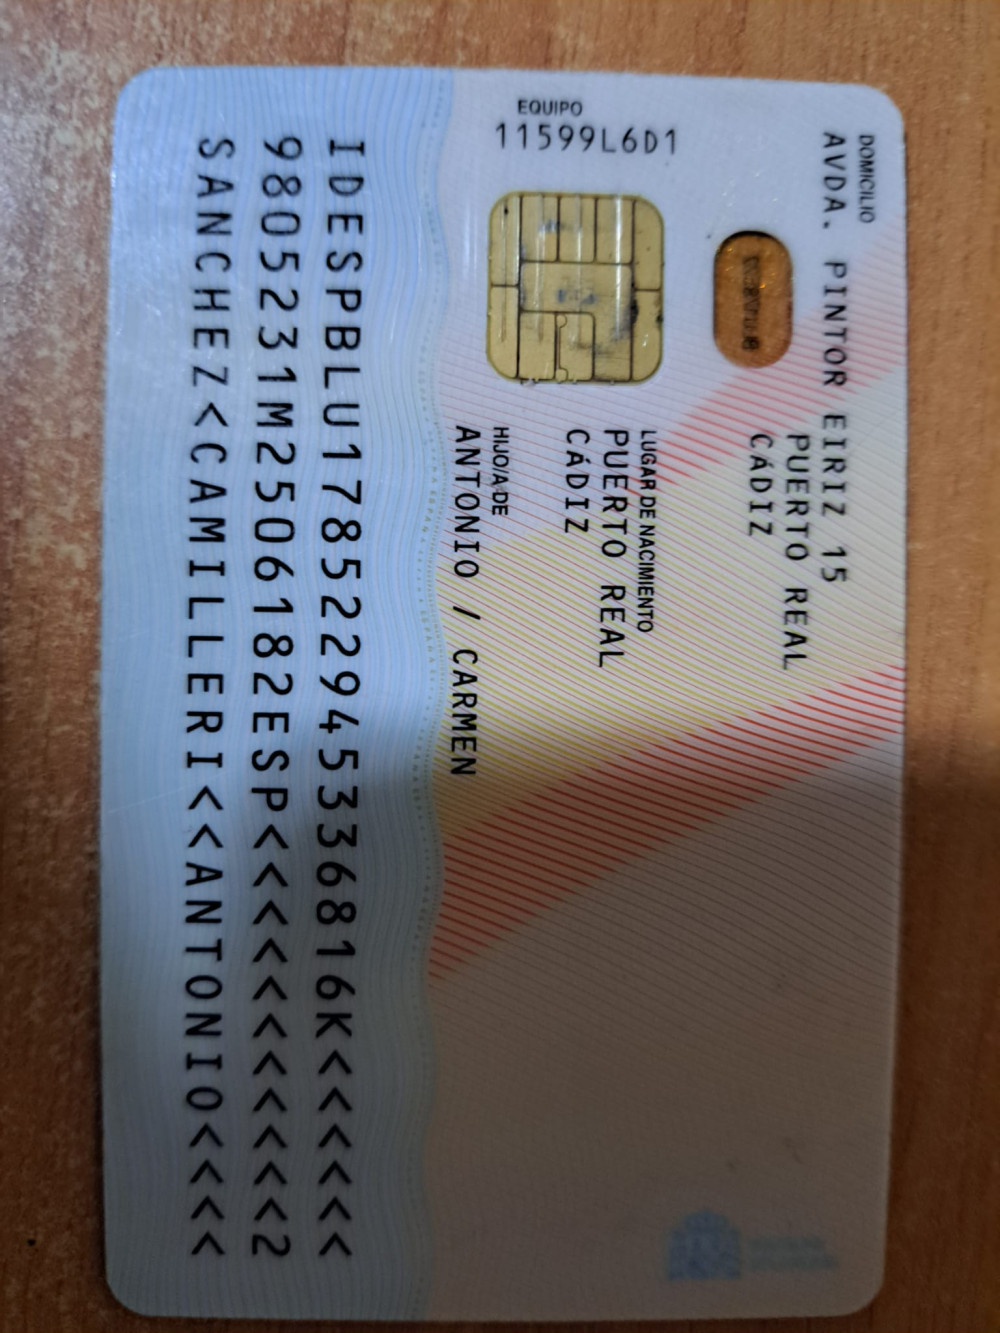 DOMICILIO
AVDA. PINTOR EIRIZ 15
PUERTO REAL
CÁDIZ
LUGAR DE NACIMIENTO
PUERTO REAL
CÁDIZ
HIJO/A DE
ANTONIO / CARMEN
EQUIPO
11599L6D1
IDESPBLU178522945336816K<<<<<<
9805231M2506182ESP<<<<<<<<<<<2
SANCHEZ<CAMILLERI<<ANTONIO<<<<